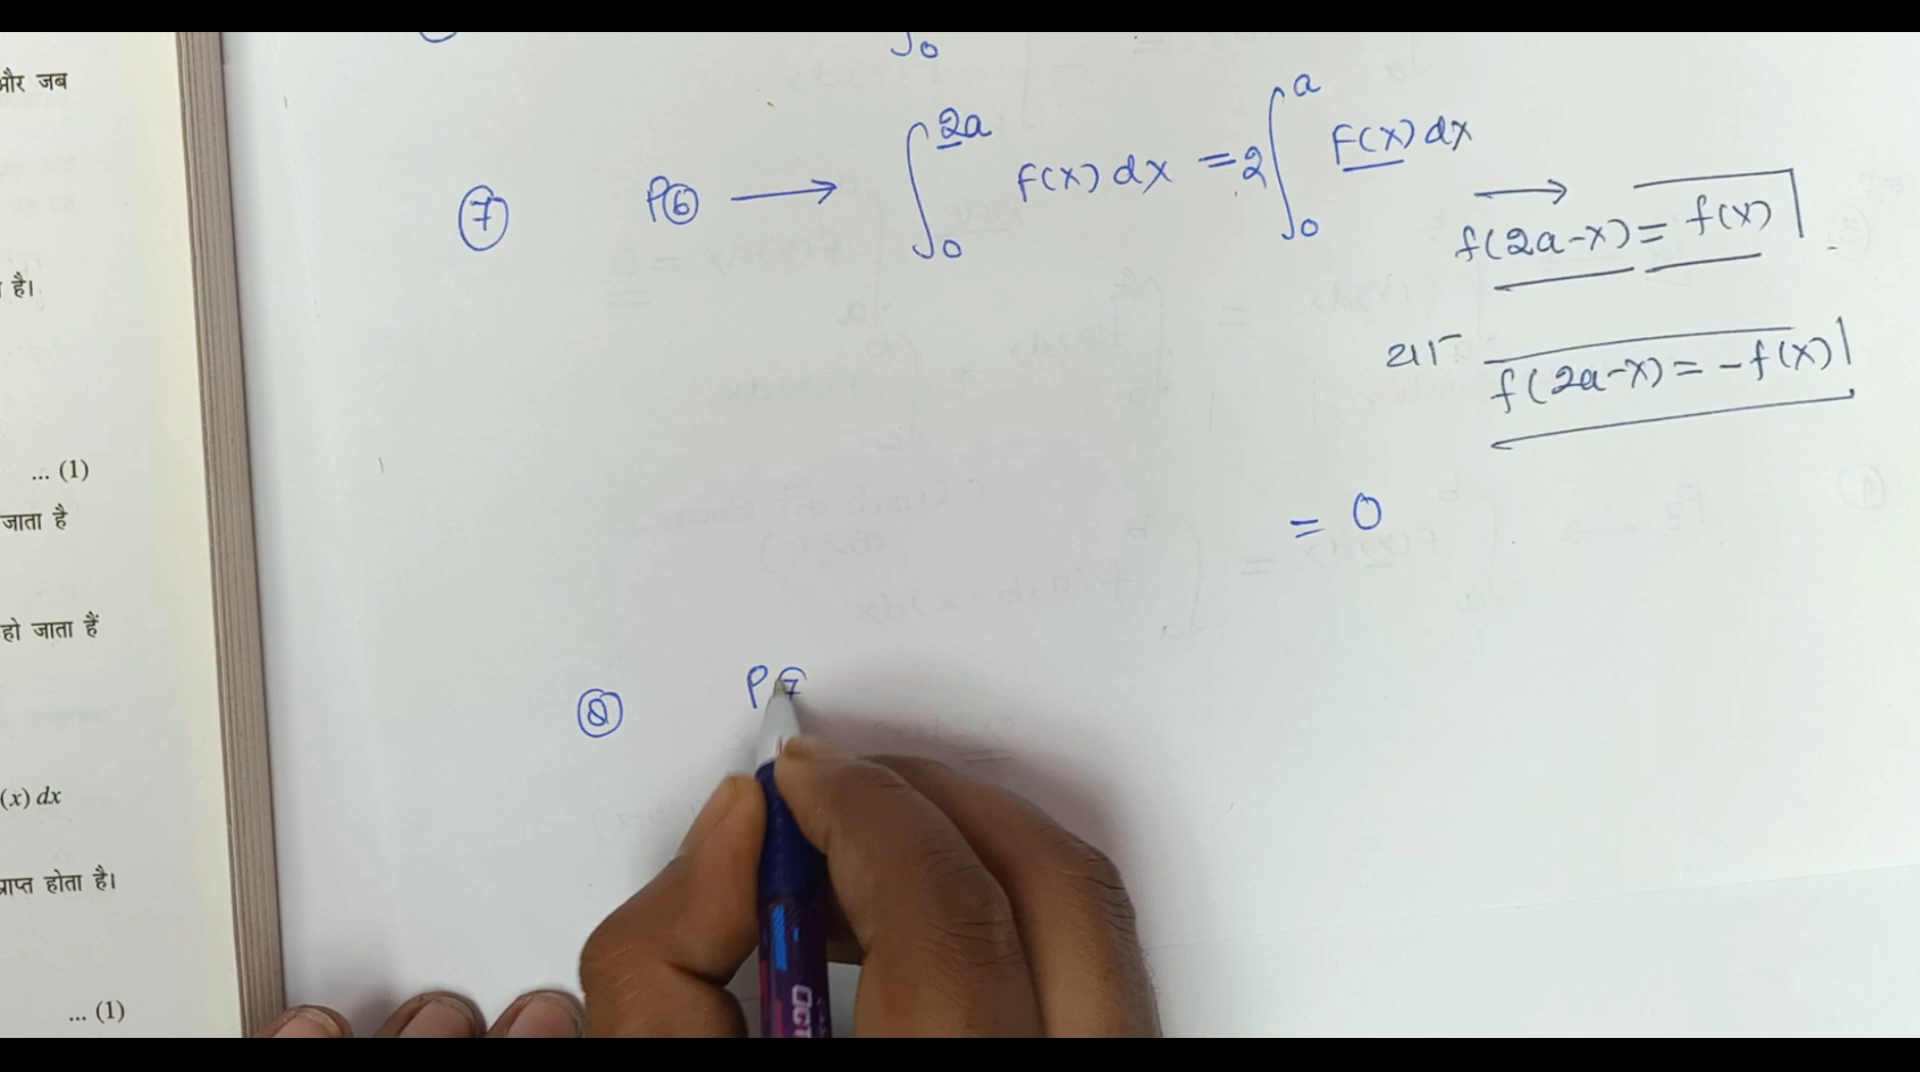 और जब
है।
... (1)
जाता है
हो जाता हैं
(x) dx
प्राप्त होता है।
... (1)
∫₀
⑦ P⑥ ⟶ ∫₀^2a f(x) dx = 2 ∫₀^a f(x) dx
f(2a-x) = f(x)
या f(2a-x) = -f(x)
= 0
⑧ P⑦